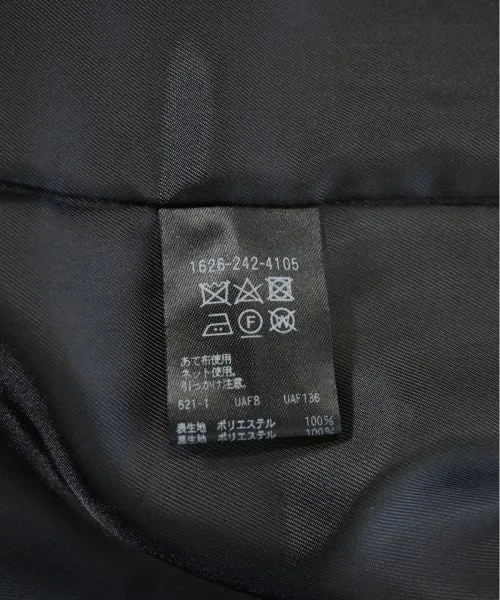 1626-242-4105
F
W
あて布使用
ネット使用。
引っかけ注意。
621-1 UAF8 UAF136
表生地 ポリエステル 100%
裏生地 ポリエステル 100%